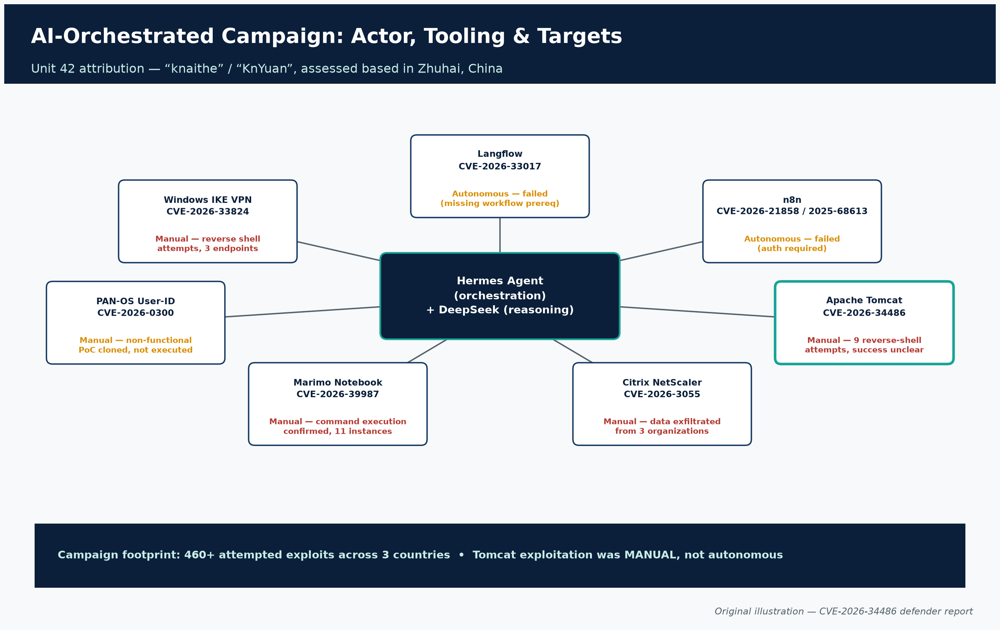 AI-Orchestrated Campaign: Actor, Tooling & Targets
Unit 42 attribution — “knaithe” / “KnYuan”, assessed based in Zhuhai, China
Langflow
CVE-2026-33017
Autonomous — failed
(missing workflow prereq)
Windows IKE VPN
CVE-2026-33824
Manual — reverse shell
attempts, 3 endpoints
n8n
CVE-2026-21858 / 2025-68613
Autonomous — failed
(auth required)
Hermes Agent
(orchestration)
+ DeepSeek (reasoning)
PAN-OS User-ID
CVE-2026-0300
Manual — non-functional
PoC cloned, not executed
Apache Tomcat
CVE-2026-34486
Manual — 9 reverse-shell
attempts, success unclear
Marimo Notebook
CVE-2026-39987
Manual — command execution
confirmed, 11 instances
Citrix NetScaler
CVE-2026-3055
Manual — data exfiltrated
from 3 organizations
Campaign footprint: 460+ attempted exploits across 3 countries • Tomcat exploitation was MANUAL, not autonomous
Original illustration — CVE-2026-34486 defender report